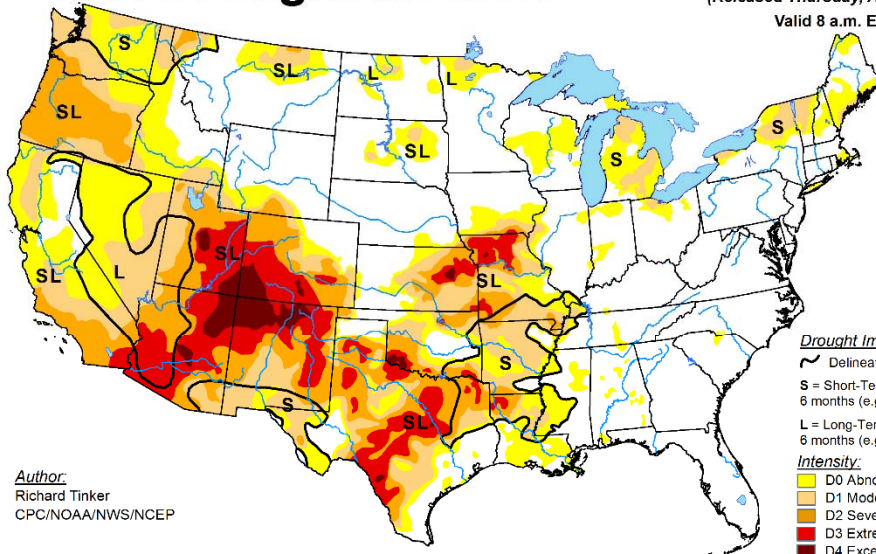 (Released Thursday,
Valid 8 a.m. E
S
SL
L
L
SL
SL
S
S
SL
SL
SL
L
S
S
SL
Drought Im
Delinea
S = Short-Te
6 months (e.g
L = Long-Ter
6 months (e.g
Intensity:
D0 Abno
D1 Mode
D2 Seve
D3 Extre
D4 Exce
Author:
Richard Tinker
CPC/NOAA/NWS/NCEP